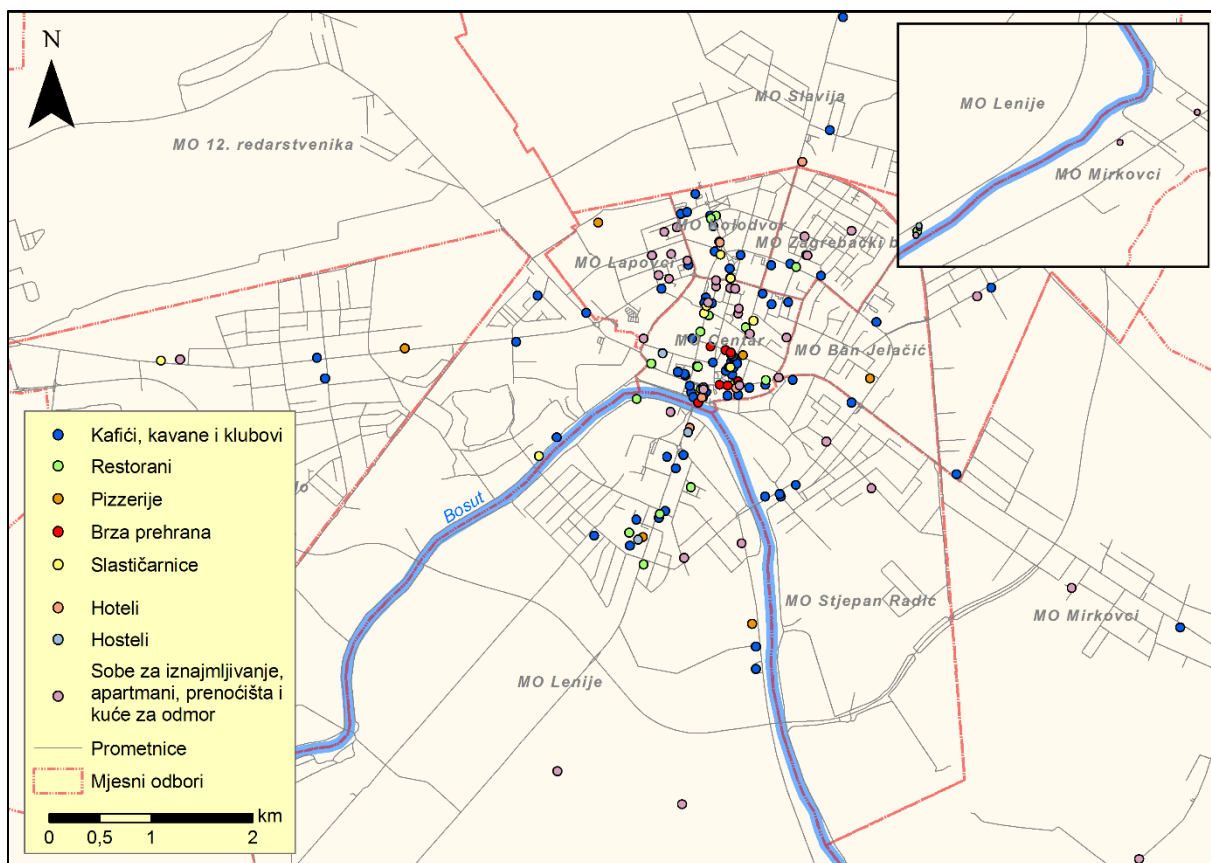 N
MO Slavija
MO Lenije
MO 12. redarstvenika
MO Mirkovci
MO Kolodvor
MO Zagrebački b
MO Lapovci
MO Centar
MO Ban Jelačić
Bosut
MO Stjepan Radić
MO Mirkovci
MO Lenije
Kafići, kavane i klubovi
Restorani
Pizzerije
Brza prehrana
Slastičarnice
Hoteli
Hosteli
Sobe za iznajmljivanje,
apartmani, prenoćišta i
kuće za odmor
Prometnice
Mjesni odbori
km
0 0,5 1 2